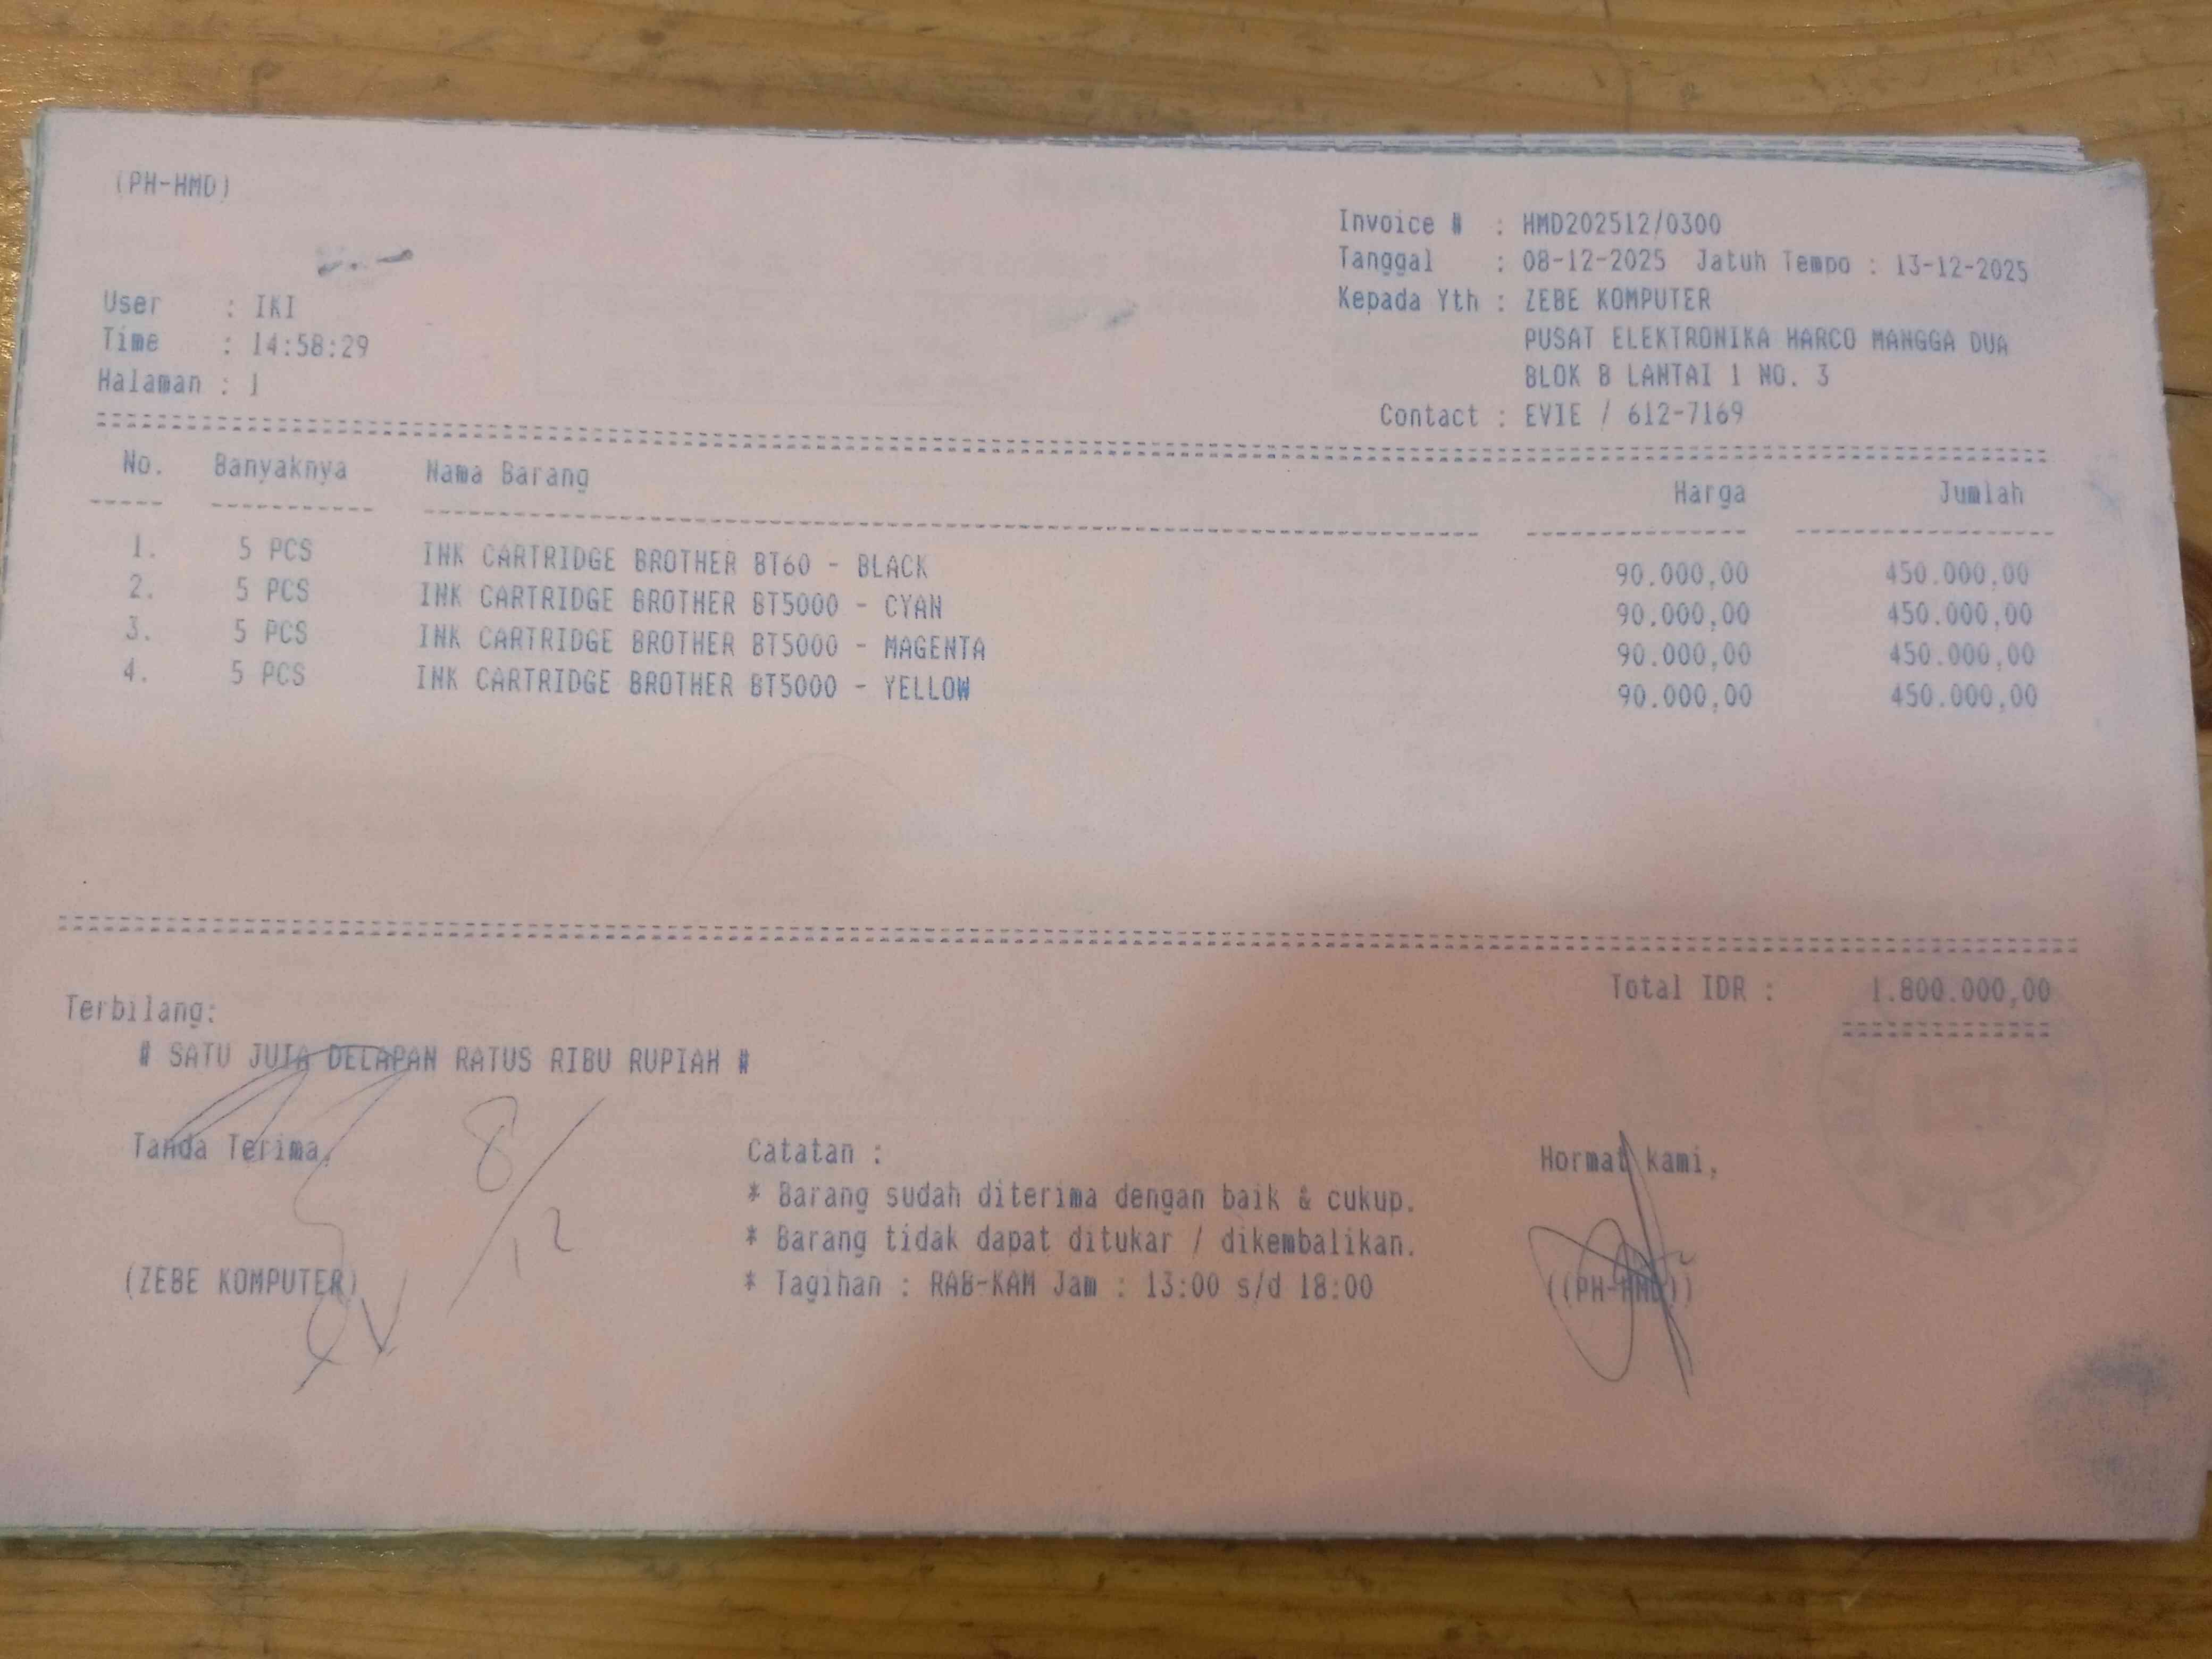 (PH-HMD)
Invoice # : HMD202512/0300
Tanggal : 08-12-2025 Jatuh Tempo : 13-12-2025
Kepada Yth : ZEBE KOMPUTER
PUSAT ELEKTRONIKA HARCO MANGGA DUA
BLOK B LANTAI 1 NO. 3
Contact : EVIE / 612-7169
User : IKI
Time : 14:58:29
Halaman : 1
No. Banyaknya Nama Barang Harga Jumlah
1. 5 PCS INK CARTRIDGE BROTHER BT60 - BLACK 90.000,00 450.000,00
2. 5 PCS INK CARTRIDGE BROTHER BT5000 - CYAN 90.000,00 450.000,00
3. 5 PCS INK CARTRIDGE BROTHER BT5000 - MAGENTA 90.000,00 450.000,00
4. 5 PCS INK CARTRIDGE BROTHER BT5000 - YELLOW 90.000,00 450.000,00
Total IDR : 1.800.000,00
Terbilang:
# SATU JUTA DELAPAN RATUS RIBU RUPIAH #
Tanda Terima,
8/12
(ZEBE KOMPUTER)
Catatan :
* Barang sudah diterima dengan baik & cukup.
* Barang tidak dapat ditukar / dikembalikan.
* Tagihan : RAB-KAM Jam : 13:00 s/d 18:00
Hormat kami,
((PH-HMD))